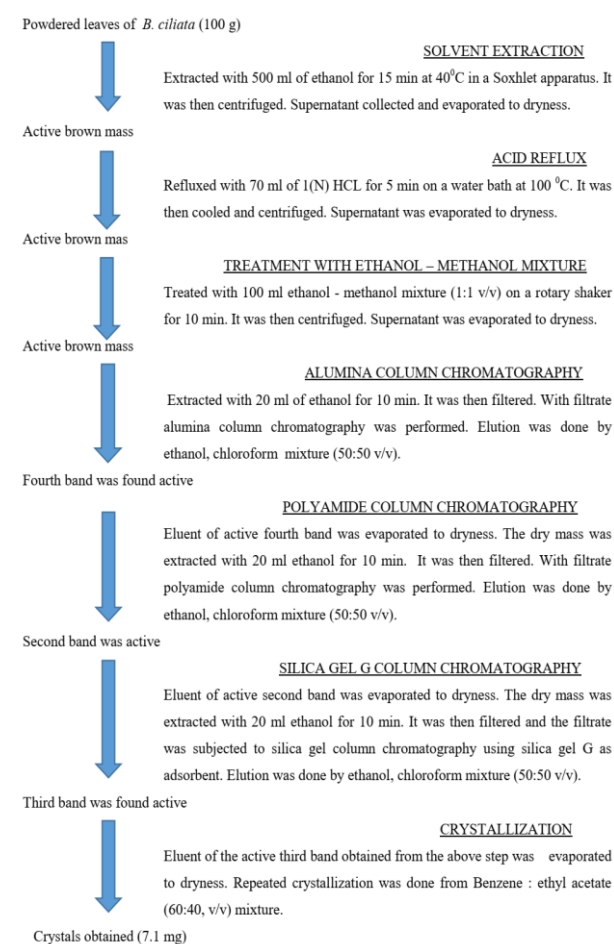 Powdered leaves of B. ciliata (100 g)
SOLVENT EXTRACTION
Extracted with 500 ml of ethanol for 15 min at 40⁰C in a Soxhlet apparatus. It
was then centrifuged. Supernatant collected and evaporated to dryness.
Active brown mass
ACID REFLUX
Refluxed with 70 ml of 1(N) HCL for 5 min on a water bath at 100 ⁰C. It was
then cooled and centrifuged. Supernatant was evaporated to dryness.
Active brown mas
TREATMENT WITH ETHANOL – METHANOL MIXTURE
Treated with 100 ml ethanol - methanol mixture (1:1 v/v) on a rotary shaker
for 10 min. It was then centrifuged. Supernatant was evaporated to dryness.
Active brown mass
ALUMINA COLUMN CHROMATOGRAPHY
Extracted with 20 ml of ethanol for 10 min. It was then filtered. With filtrate
alumina column chromatography was performed. Elution was done by
ethanol, chloroform mixture (50:50 v/v).
Fourth band was found active
POLYAMIDE COLUMN CHROMATOGRAPHY
Eluent of active fourth band was evaporated to dryness. The dry mass was
extracted with 20 ml ethanol for 10 min. It was then filtered. With filtrate
polyamide column chromatography was performed. Elution was done by
ethanol, chloroform mixture (50:50 v/v).
Second band was active
SILICA GEL G COLUMN CHROMATOGRAPHY
Eluent of active second band was evaporated to dryness. The dry mass was
extracted with 20 ml ethanol for 10 min. It was then filtered and the filtrate
was subjected to silica gel column chromatography using silica gel G as
adsorbent. Elution was done by ethanol, chloroform mixture (50:50 v/v).
Third band was found active
CRYSTALLIZATION
Eluent of the active third band obtained from the above step was evaporated
to dryness. Repeated crystallization was done from Benzene : ethyl acetate
(60:40, v/v) mixture.
Crystals obtained (7.1 mg)